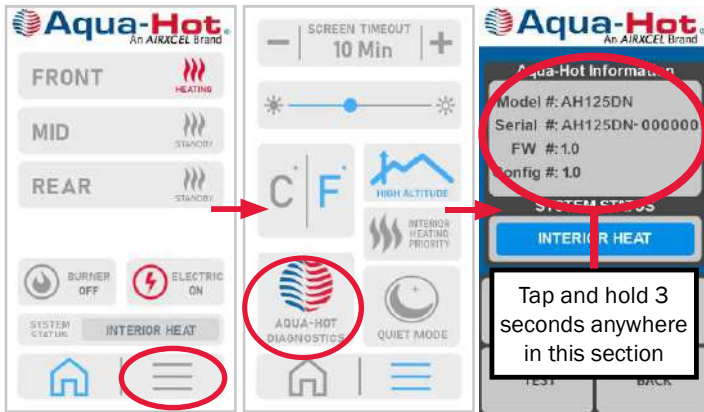 Aqua-Hot
An AIRXCEL Brand
FRONT
HEATING
MID
STANDBY
REAR
STANDBY
BURNER
OFF
ELECTRIC
ON
SYSTEM
STATUS
INTERIOR HEAT
SCREEN TIMEOUT
10 Min
C° F°
HIGH ALTITUDE
INTERIOR
HEATING
PRIORITY
AQUA-HOT
DIAGNOSTICS
QUIET MODE
Aqua-Hot
An AIRXCEL Brand
Aqua-Hot Information
Model #: AH125DN
Serial #: AH125DN-000000
FW #: 1.0
Config #: 1.0
SYSTEM STATUS
INTERIOR HEAT
Tap and hold 3
seconds anywhere
in this section
TEST
BACK